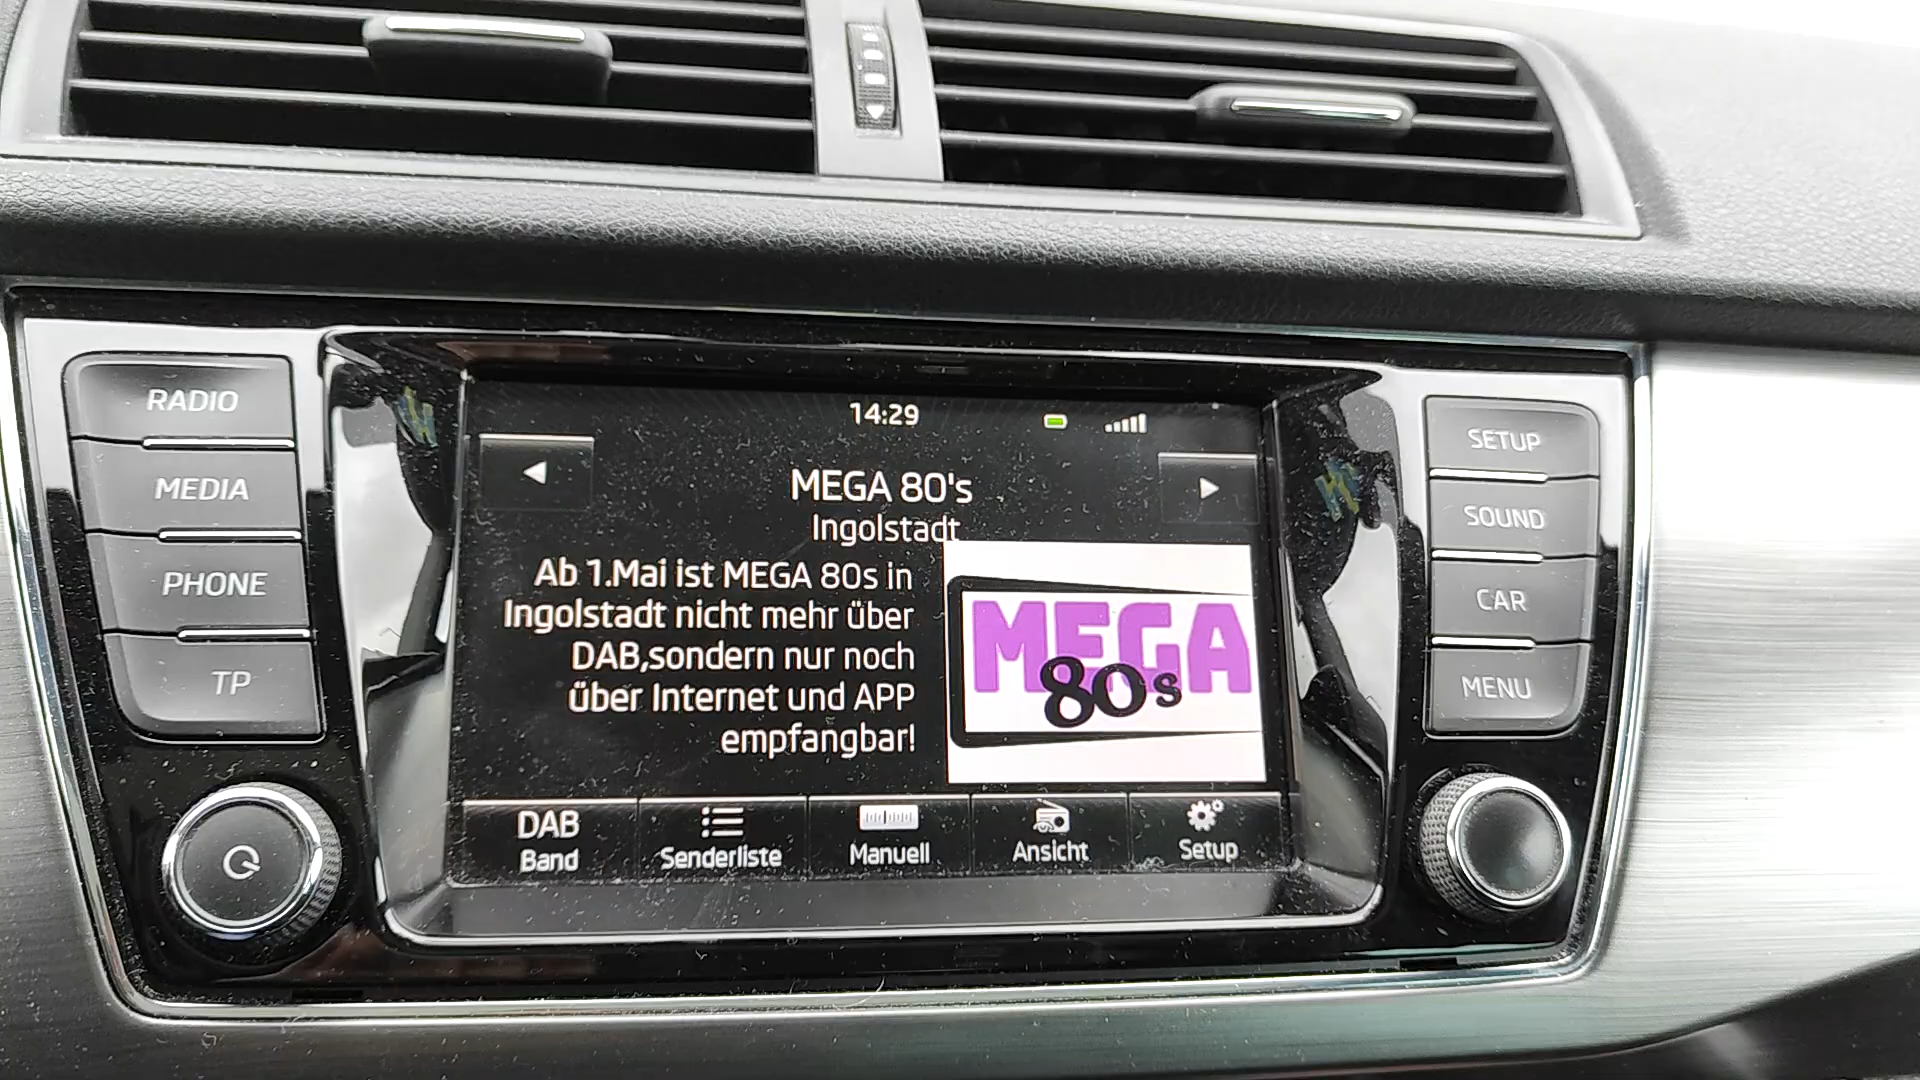 14:29
RADIO
MEDIA
PHONE
TP
MEGA 80's
Ingolstadt
Ab 1.Mai ist MEGA 80s in
Ingolstadt nicht mehr über
DAB,sondern nur noch
über Internet und APP
empfangbar!
MEGA
80s
DAB
Band
Senderliste
Manuell
Ansicht
Setup
SETUP
SOUND
CAR
MENU